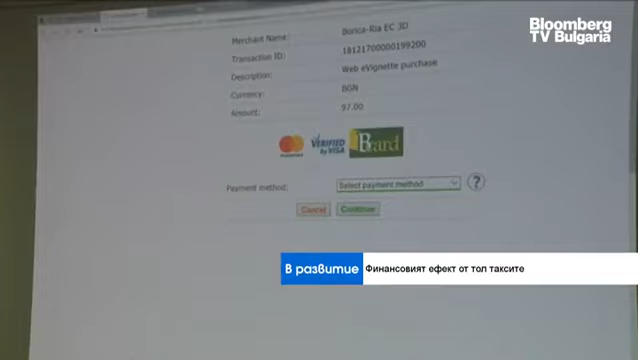 Bloomberg
TV Bulgaria
Merchant Name: Borica-Ria EC 3D
Transaction ID: 18121700000199200
Description: Web eVignette purchase
Currency: BGN
Amount: 97.00
VERIFIED
by VISA
Bcard
Payment method: Select payment method ?
Cancel Continue
В развитие Финансовият ефект от тол таксите